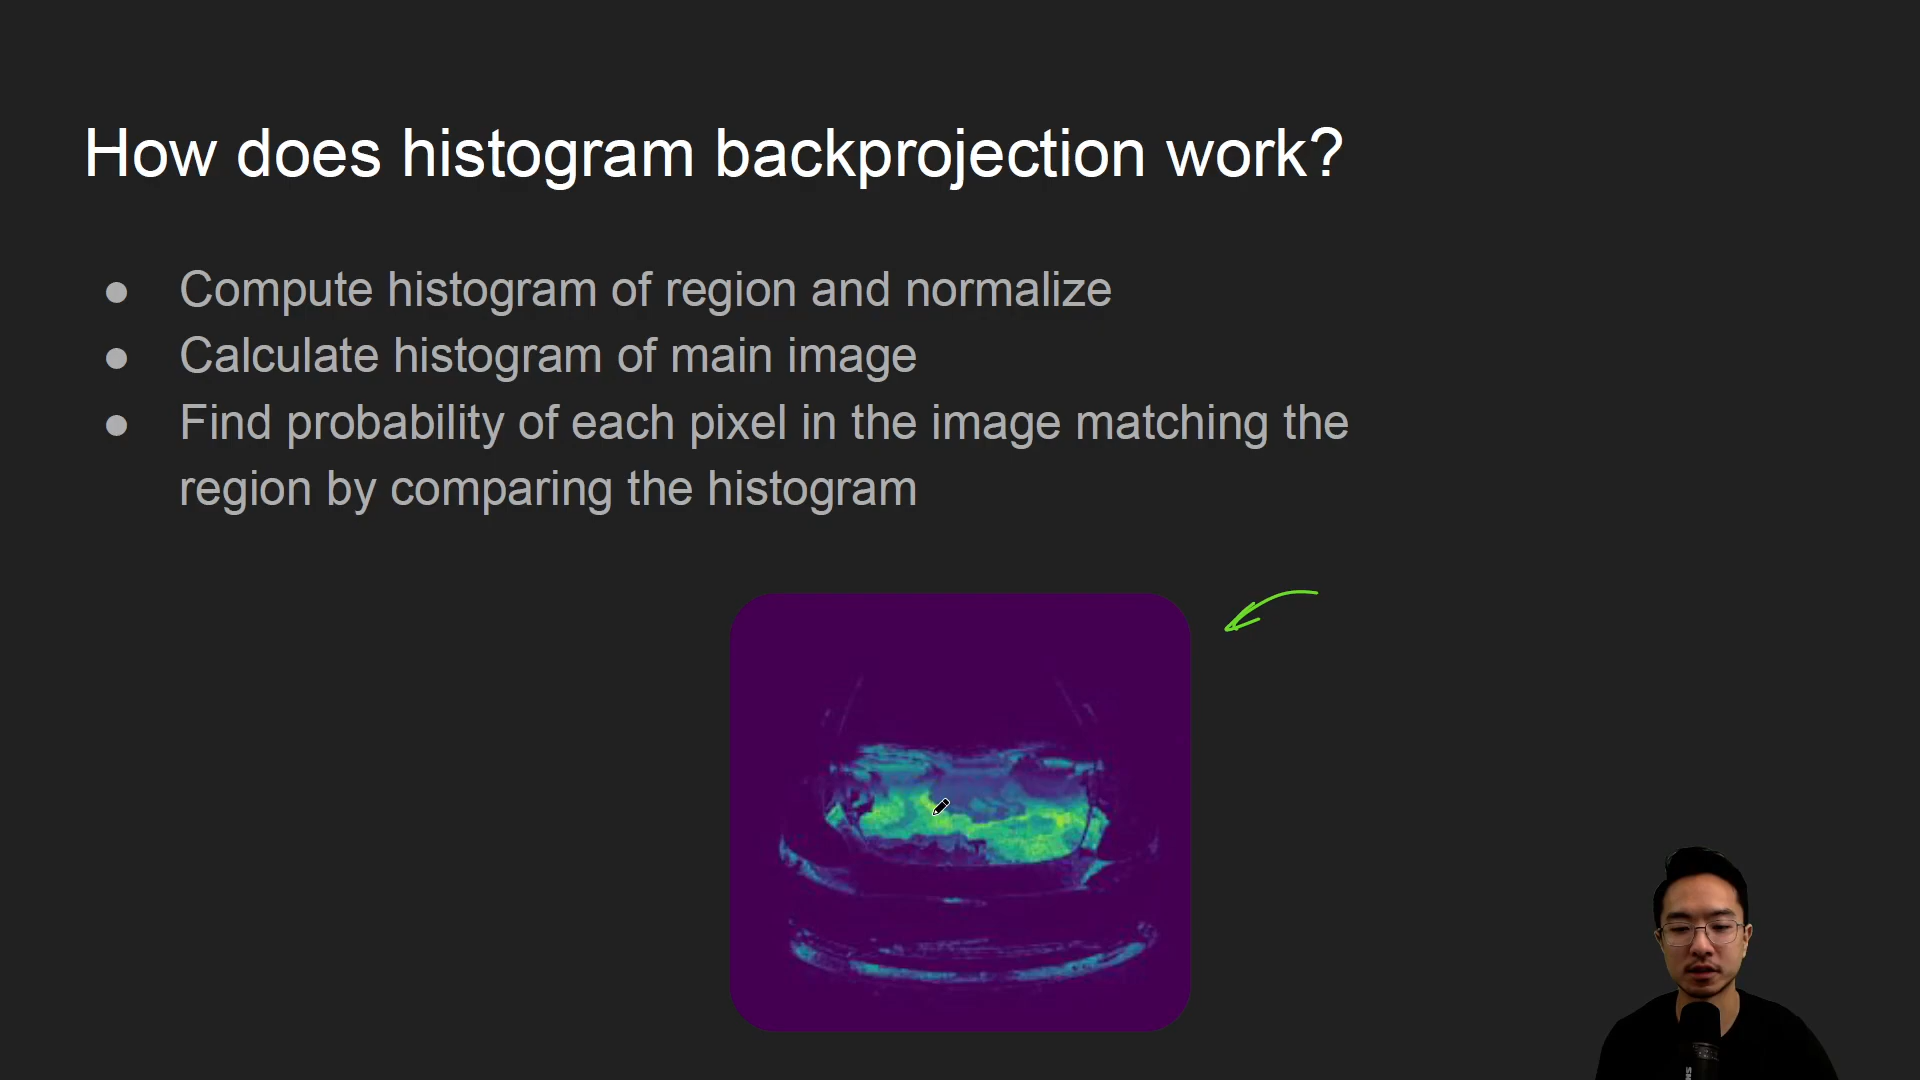 How does histogram backprojection work?
● Compute histogram of region and normalize
● Calculate histogram of main image
● Find probability of each pixel in the image matching the
region by comparing the histogram